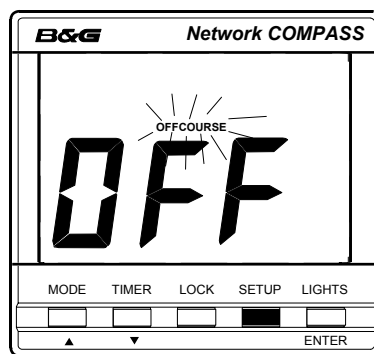 B&G Network COMPASS
OFFCOURSE
OFF
MODE TIMER LOCK SETUP LIGHTS
ENTER